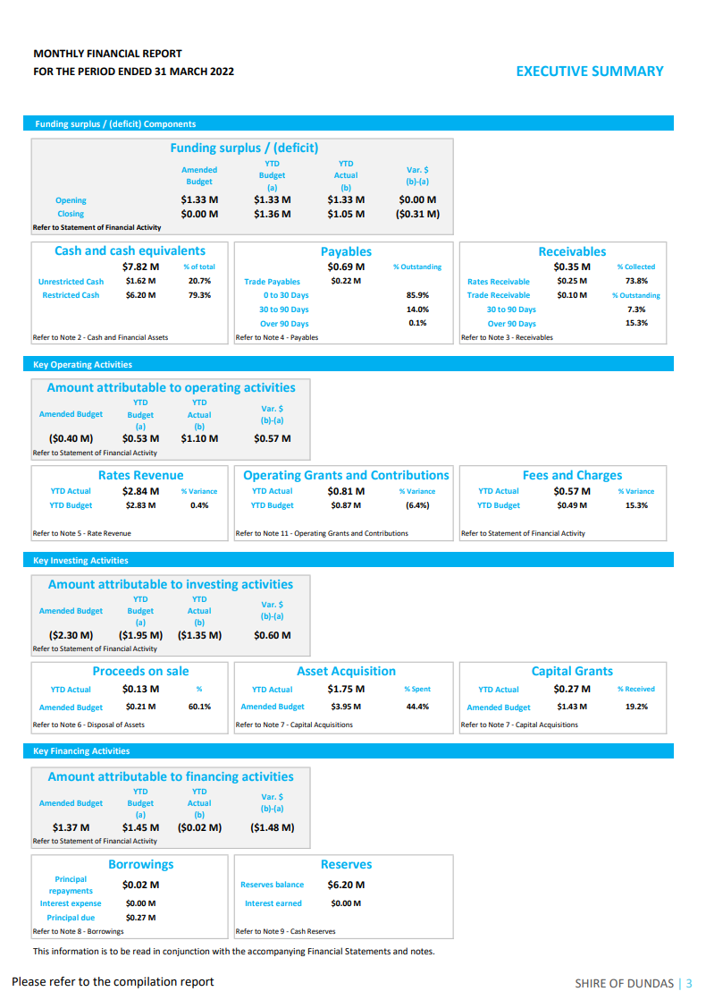 MONTHLY FINANCIAL REPORT
FOR THE PERIOD ENDED 31 MARCH 2022
EXECUTIVE SUMMARY
Funding surplus / (deficit) Components
Funding surplus / (deficit)
Amended Budget YTD Budget (a) YTD Actual (b) Var. $ (b)-(a)
Opening $1.33 M $1.33 M $1.33 M $0.00 M
Closing $0.00 M $1.36 M $1.05 M ($0.31 M)
Refer to Statement of Financial Activity
Cash and cash equivalents
$7.82 M % of total
Unrestricted Cash $1.62 M 20.7%
Restricted Cash $6.20 M 79.3%
Refer to Note 2 - Cash and Financial Assets
Payables
$0.69 M % Outstanding
Trade Payables $0.22 M
0 to 30 Days 85.9%
30 to 90 Days 14.0%
Over 90 Days 0.1%
Refer to Note 4 - Payables
Receivables
$0.35 M % Collected
Rates Receivable $0.25 M 73.8%
Trade Receivable $0.10 M % Outstanding
30 to 90 Days 7.3%
Over 90 Days 15.3%
Refer to Note 3 - Receivables
Key Operating Activities
Amount attributable to operating activities
Amended Budget YTD Budget (a) YTD Actual (b) Var. $ (b)-(a)
($0.40 M) $0.53 M $1.10 M $0.57 M
Refer to Statement of Financial Activity
Rates Revenue
YTD Actual $2.84 M % Variance
YTD Budget $2.83 M 0.4%
Refer to Note 5 - Rate Revenue
Operating Grants and Contributions
YTD Actual $0.81 M % Variance
YTD Budget $0.87 M (6.4%)
Refer to Note 11 - Operating Grants and Contributions
Fees and Charges
YTD Actual $0.57 M % Variance
YTD Budget $0.49 M 15.3%
Refer to Statement of Financial Activity
Key Investing Activities
Amount attributable to investing activities
Amended Budget YTD Budget (a) YTD Actual (b) Var. $ (b)-(a)
($2.30 M) ($1.95 M) ($1.35 M) $0.60 M
Refer to Statement of Financial Activity
Proceeds on sale
YTD Actual $0.13 M %
Amended Budget $0.21 M 60.1%
Refer to Note 6 - Disposal of Assets
Asset Acquisition
YTD Actual $1.75 M % Spent
Amended Budget $3.95 M 44.4%
Refer to Note 7 - Capital Acquisitions
Capital Grants
YTD Actual $0.27 M % Received
Amended Budget $1.43 M 19.2%
Refer to Note 7 - Capital Acquisitions
Key Financing Activities
Amount attributable to financing activities
Amended Budget YTD Budget (a) YTD Actual (b) Var. $ (b)-(a)
$1.37 M $1.45 M ($0.02 M) ($1.48 M)
Refer to Statement of Financial Activity
Borrowings
Principal repayments $0.02 M
Interest expense $0.00 M
Principal due $0.27 M
Refer to Note 8 - Borrowings
Reserves
Reserves balance $6.20 M
Interest earned $0.00 M
Refer to Note 9 - Cash Reserves
This information is to be read in conjunction with the accompanying Financial Statements and notes.
Please refer to the compilation report
SHIRE OF DUNDAS | 3